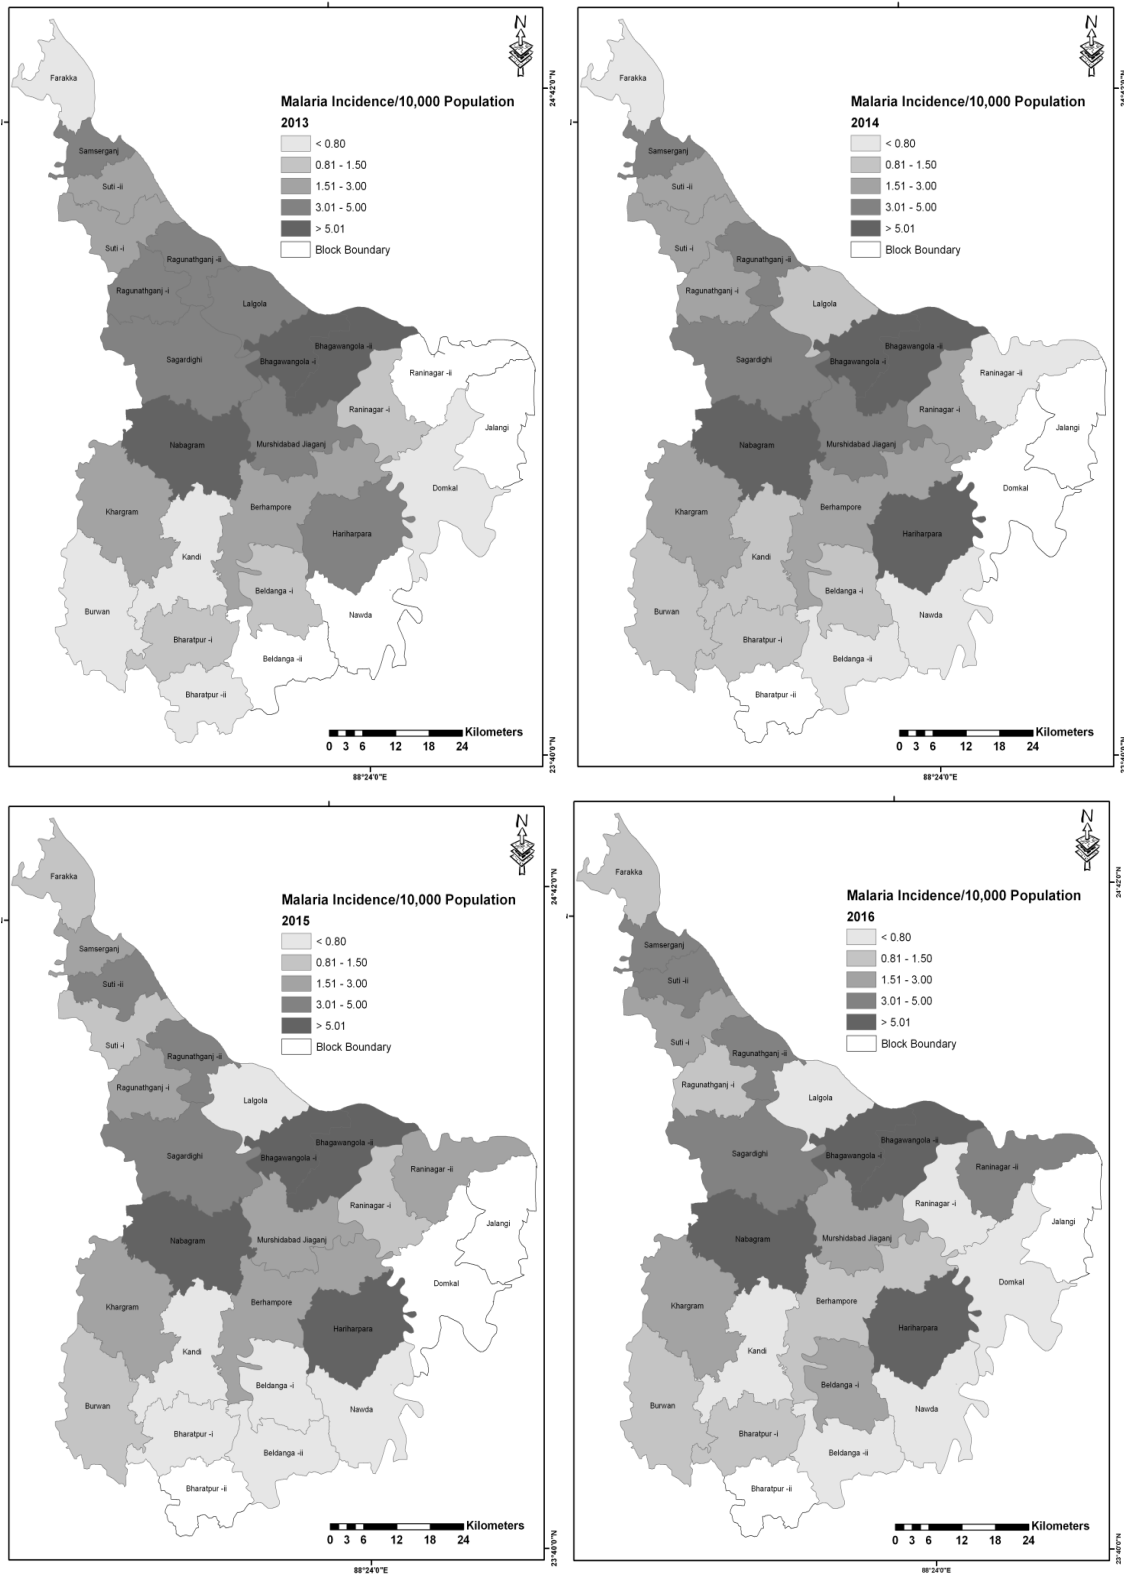 N
Farakka
24°42'0"N
Malaria Incidence/10,000 Population
2013
< 0.80
0.81 - 1.50
1.51 - 3.00
3.01 - 5.00
> 5.01
Block Boundary
Samserganj
Suti -ii
Suti -i
Ragunathganj -ii
Ragunathganj -i
Lalgola
Sagardighi
Bhagawangola -ii
Bhagawangola -i
Raninagar -ii
Raninagar -i
Jalangi
Nabagram
Murshidabad Jiaganj
Domkal
Khargram
Berhampore
Hariharpara
Kandi
Beldanga -i
Burwan
Nawda
Bharatpur -i
Beldanga -ii
Bharatpur -ii
Kilometers
0 3 6 12 18 24
23°40'0"N
88°24'0"E
N
Farakka
24°42'0"N
Malaria Incidence/10,000 Population
2014
< 0.80
0.81 - 1.50
1.51 - 3.00
3.01 - 5.00
> 5.01
Block Boundary
Samserganj
Suti -ii
Suti -i
Ragunathganj -ii
Ragunathganj -i
Lalgola
Sagardighi
Bhagawangola -ii
Bhagawangola -i
Raninagar -ii
Raninagar -i
Jalangi
Nabagram
Murshidabad Jiaganj
Domkal
Khargram
Berhampore
Hariharpara
Kandi
Beldanga -i
Burwan
Nawda
Bharatpur -i
Beldanga -ii
Bharatpur -ii
Kilometers
0 3 6 12 18 24
23°40'0"N
88°24'0"E
N
Farakka
24°42'0"N
Malaria Incidence/10,000 Population
2015
< 0.80
0.81 - 1.50
1.51 - 3.00
3.01 - 5.00
> 5.01
Block Boundary
Samserganj
Suti -ii
Suti -i
Ragunathganj -ii
Ragunathganj -i
Lalgola
Sagardighi
Bhagawangola -ii
Bhagawangola -i
Raninagar -ii
Raninagar -i
Jalangi
Nabagram
Murshidabad Jiaganj
Domkal
Khargram
Berhampore
Hariharpara
Kandi
Beldanga -i
Burwan
Nawda
Bharatpur -i
Beldanga -ii
Bharatpur -ii
Kilometers
0 3 6 12 18 24
23°40'0"N
88°24'0"E
N
Farakka
24°42'0"N
Malaria Incidence/10,000 Population
2016
< 0.80
0.81 - 1.50
1.51 - 3.00
3.01 - 5.00
> 5.01
Block Boundary
Samserganj
Suti -ii
Suti -i
Ragunathganj -ii
Ragunathganj -i
Lalgola
Sagardighi
Bhagawangola -ii
Bhagawangola -i
Raninagar -ii
Raninagar -i
Jalangi
Nabagram
Murshidabad Jiaganj
Domkal
Khargram
Berhampore
Hariharpara
Kandi
Beldanga -i
Burwan
Nawda
Bharatpur -i
Beldanga -ii
Bharatpur -ii
Kilometers
0 3 6 12 18 24
23°40'0"N
88°24'0"E